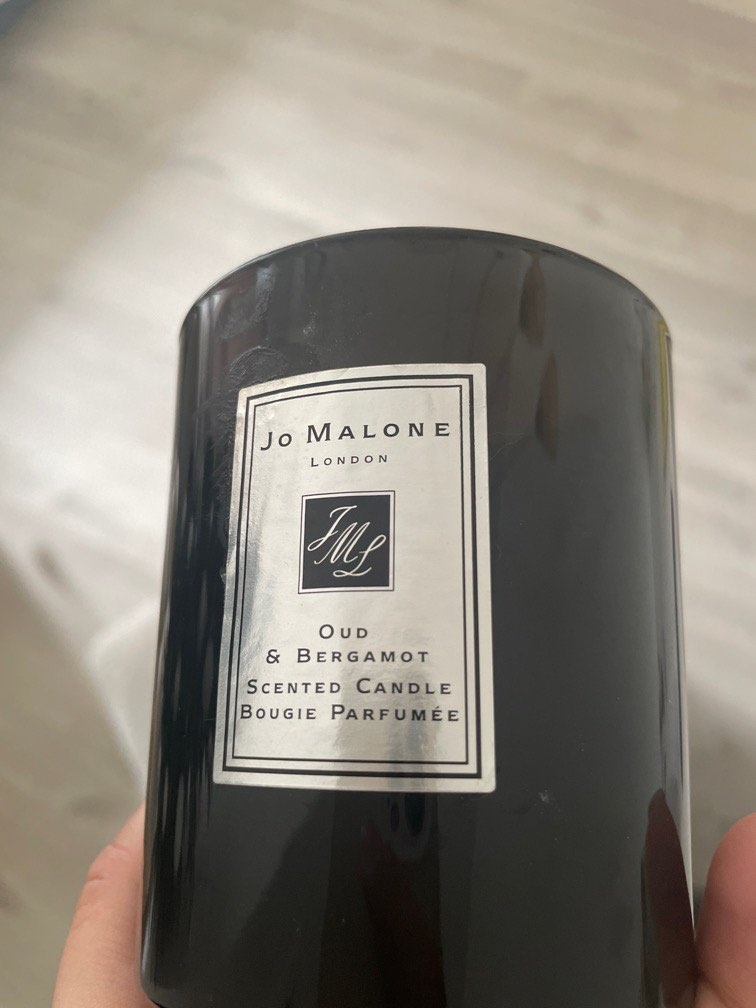 Jo Malone
London
JML
Oud
& Bergamot
Scented Candle
Bougie Parfumée